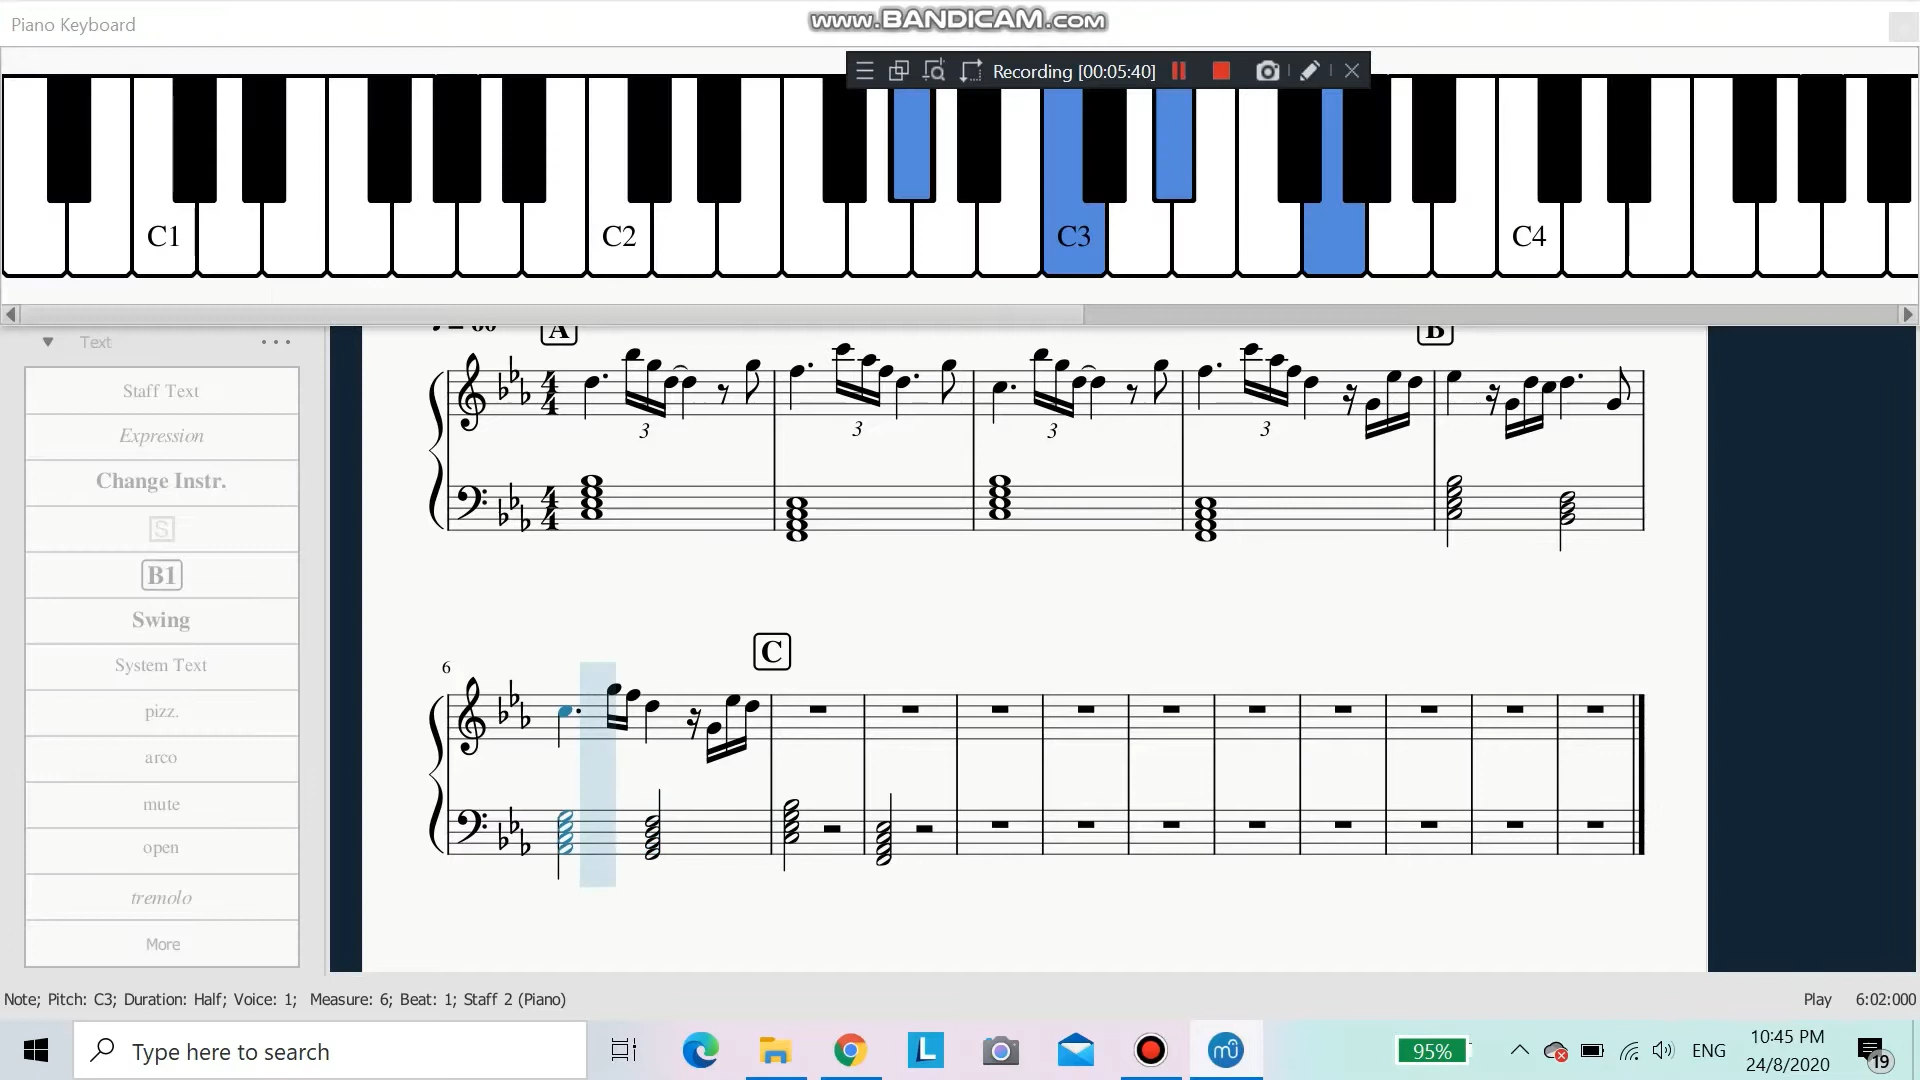 Piano Keyboard
www.BANDICAM.com
Recording [00:05:40]
C1
C2
C3
C4
Text
A
B
Staff Text
Expression
Change Instr.
S
B1
Swing
System Text
pizz.
arco
mute
open
tremolo
More
3
3
3
3
6
C
Note; Pitch: C3; Duration: Half; Voice: 1; Measure: 6; Beat: 1; Staff 2 (Piano)
Play 6:02:000
Type here to search
L
95%
ENG
10:45 PM
24/8/2020
19